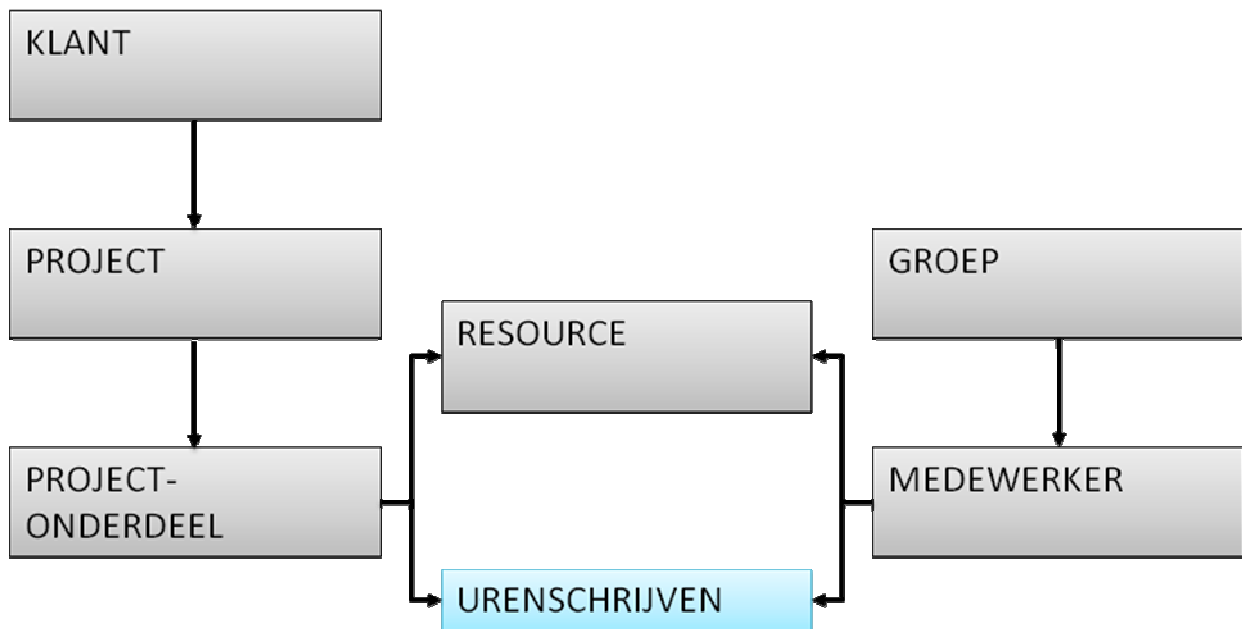 KLANT
PROJECT
GROEP
RESOURCE
PROJECT-
ONDERDEEL
MEDEWERKER
URENSCHRIJVEN